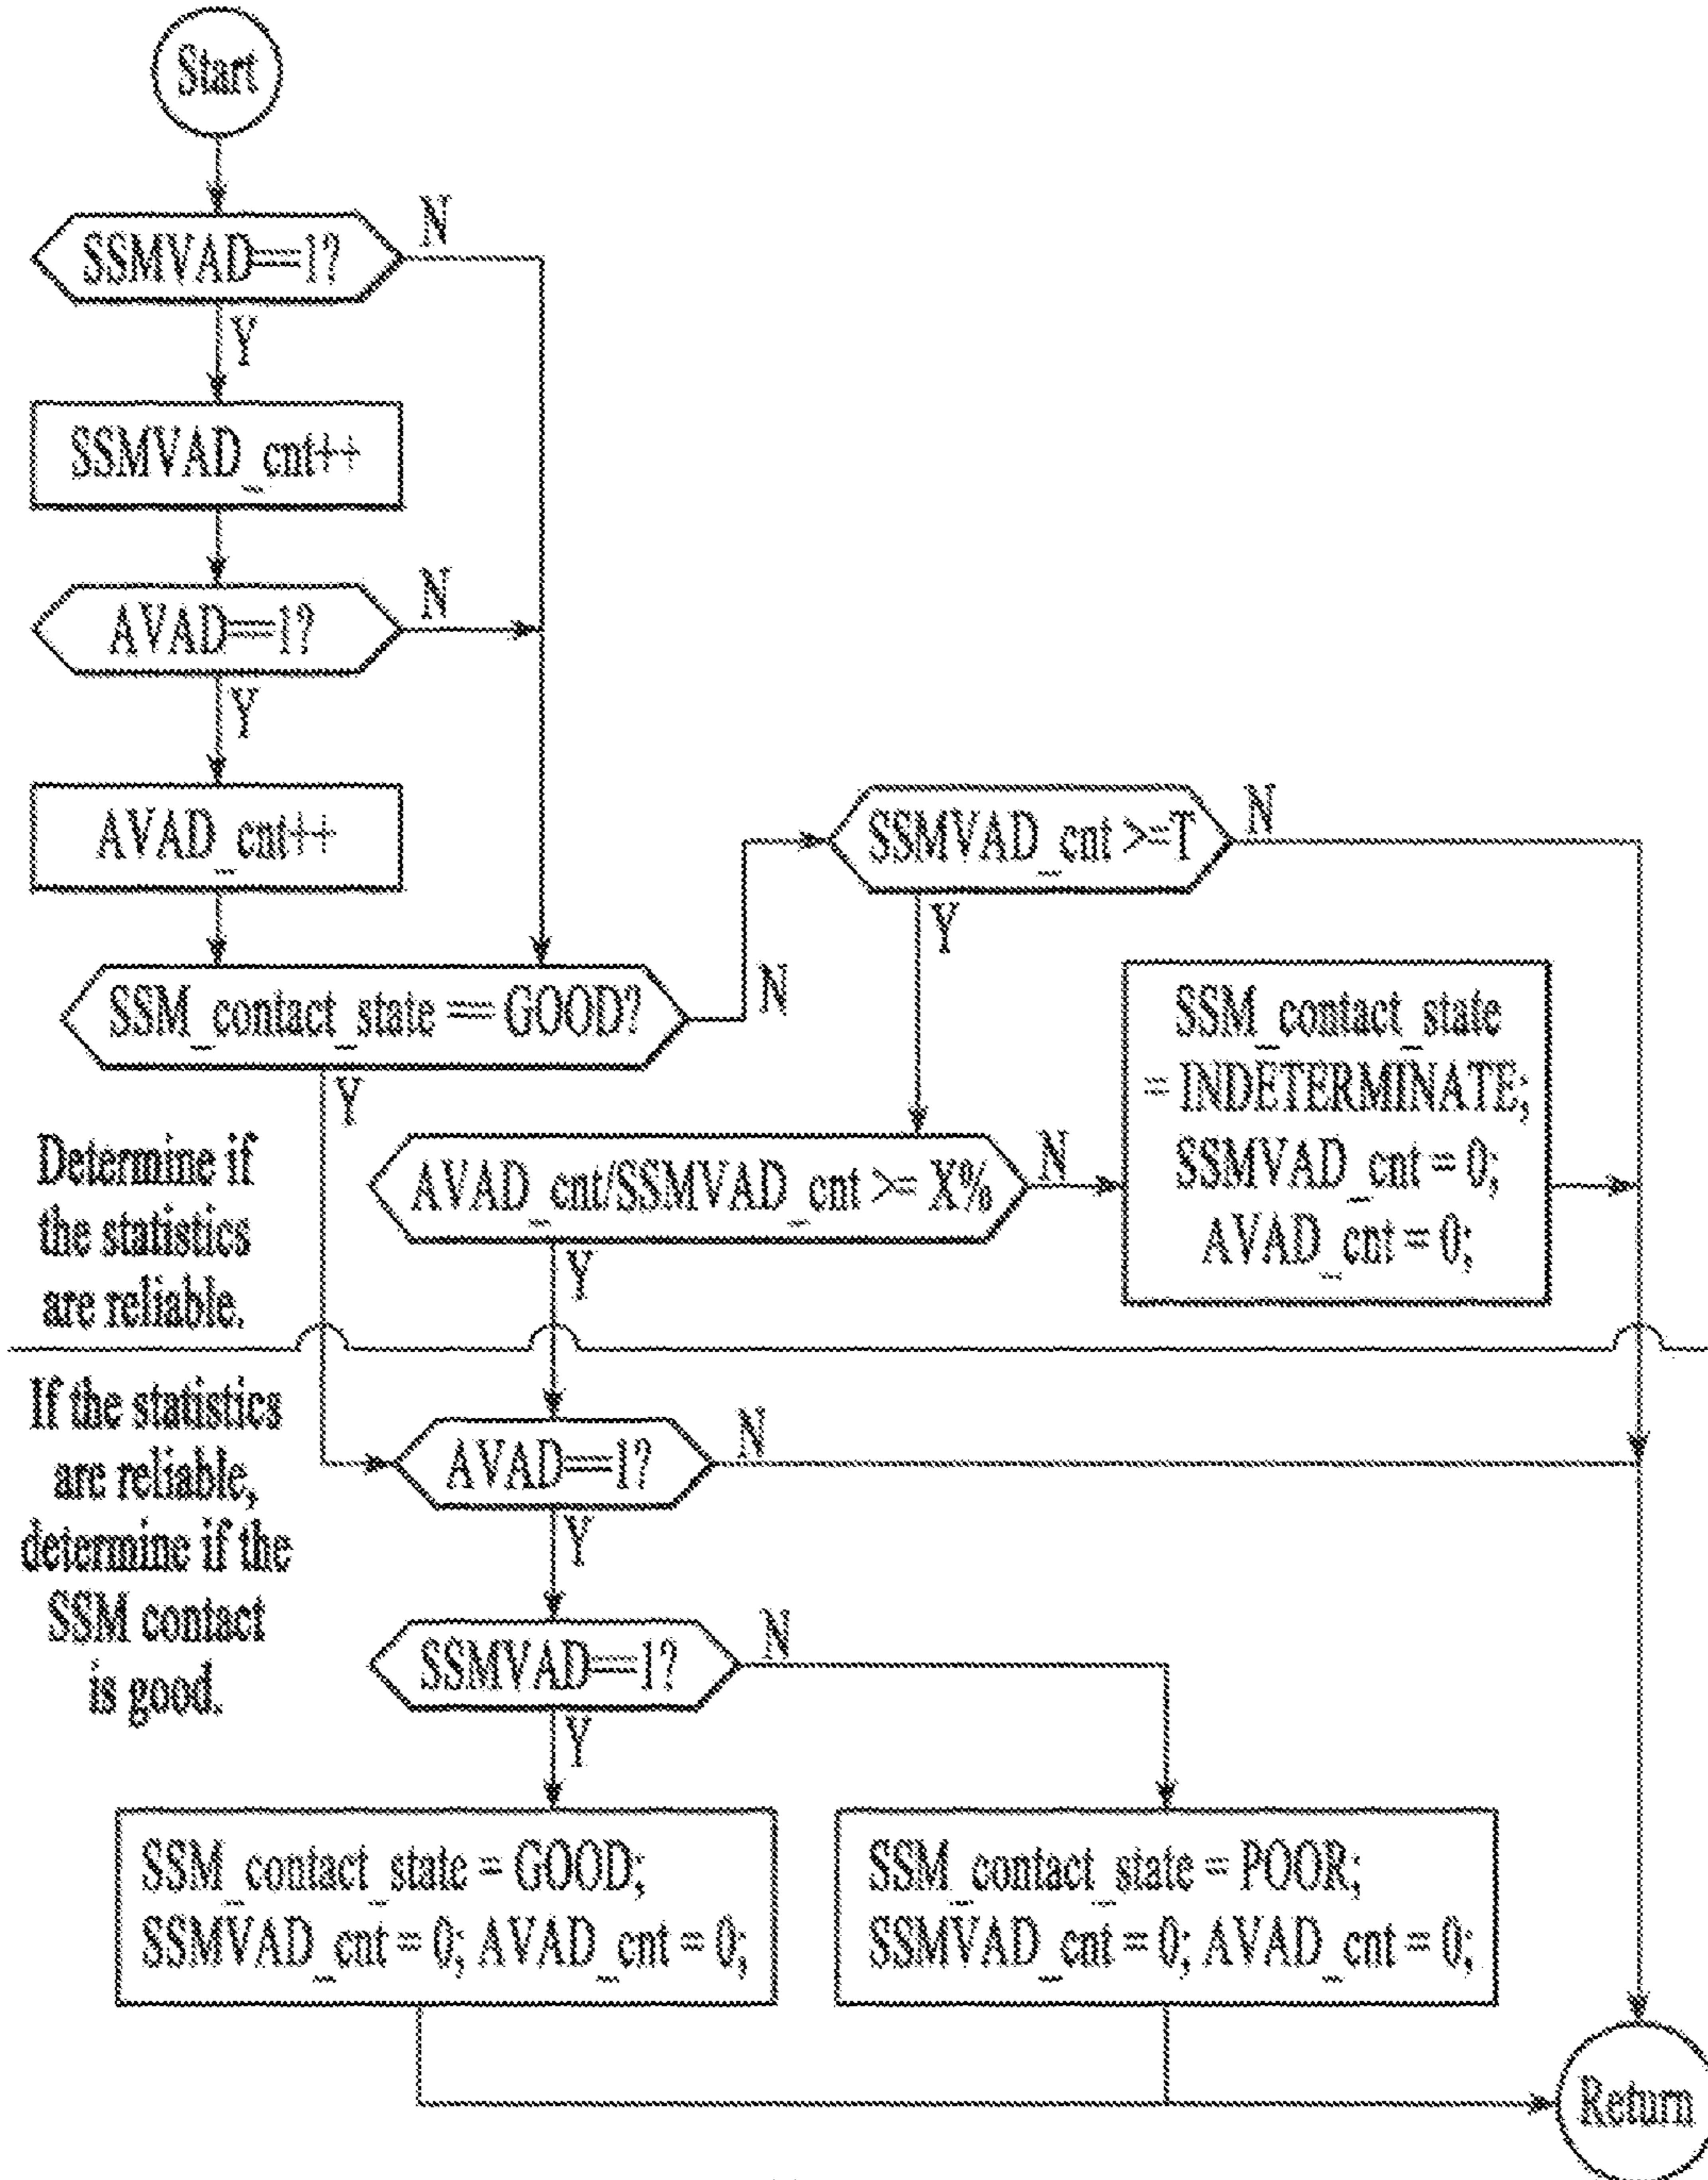 Start
SSMVAD==1?
N
Y
SSMVAD_cnt++
AVAD==1?
N
Y
AVAD_cnt++
SSMVAD_cnt >=T
N
Y
SSM_contact_state == GOOD?
N
Y
SSM_contact_state
= INDETERMINATE;
SSMVAD_cnt = 0;
AVAD_cnt = 0;
AVAD_cnt/SSMVAD_cnt >= X%
N
Y
Determine if
the statistics
are reliable.
If the statistics
are reliable,
determine if the
SSM contact
is good.
AVAD==1?
N
Y
SSMVAD==1?
N
Y
SSM_contact_state = GOOD;
SSMVAD_cnt = 0; AVAD_cnt = 0;
SSM_contact_state = POOR;
SSMVAD_cnt = 0; AVAD_cnt = 0;
Return